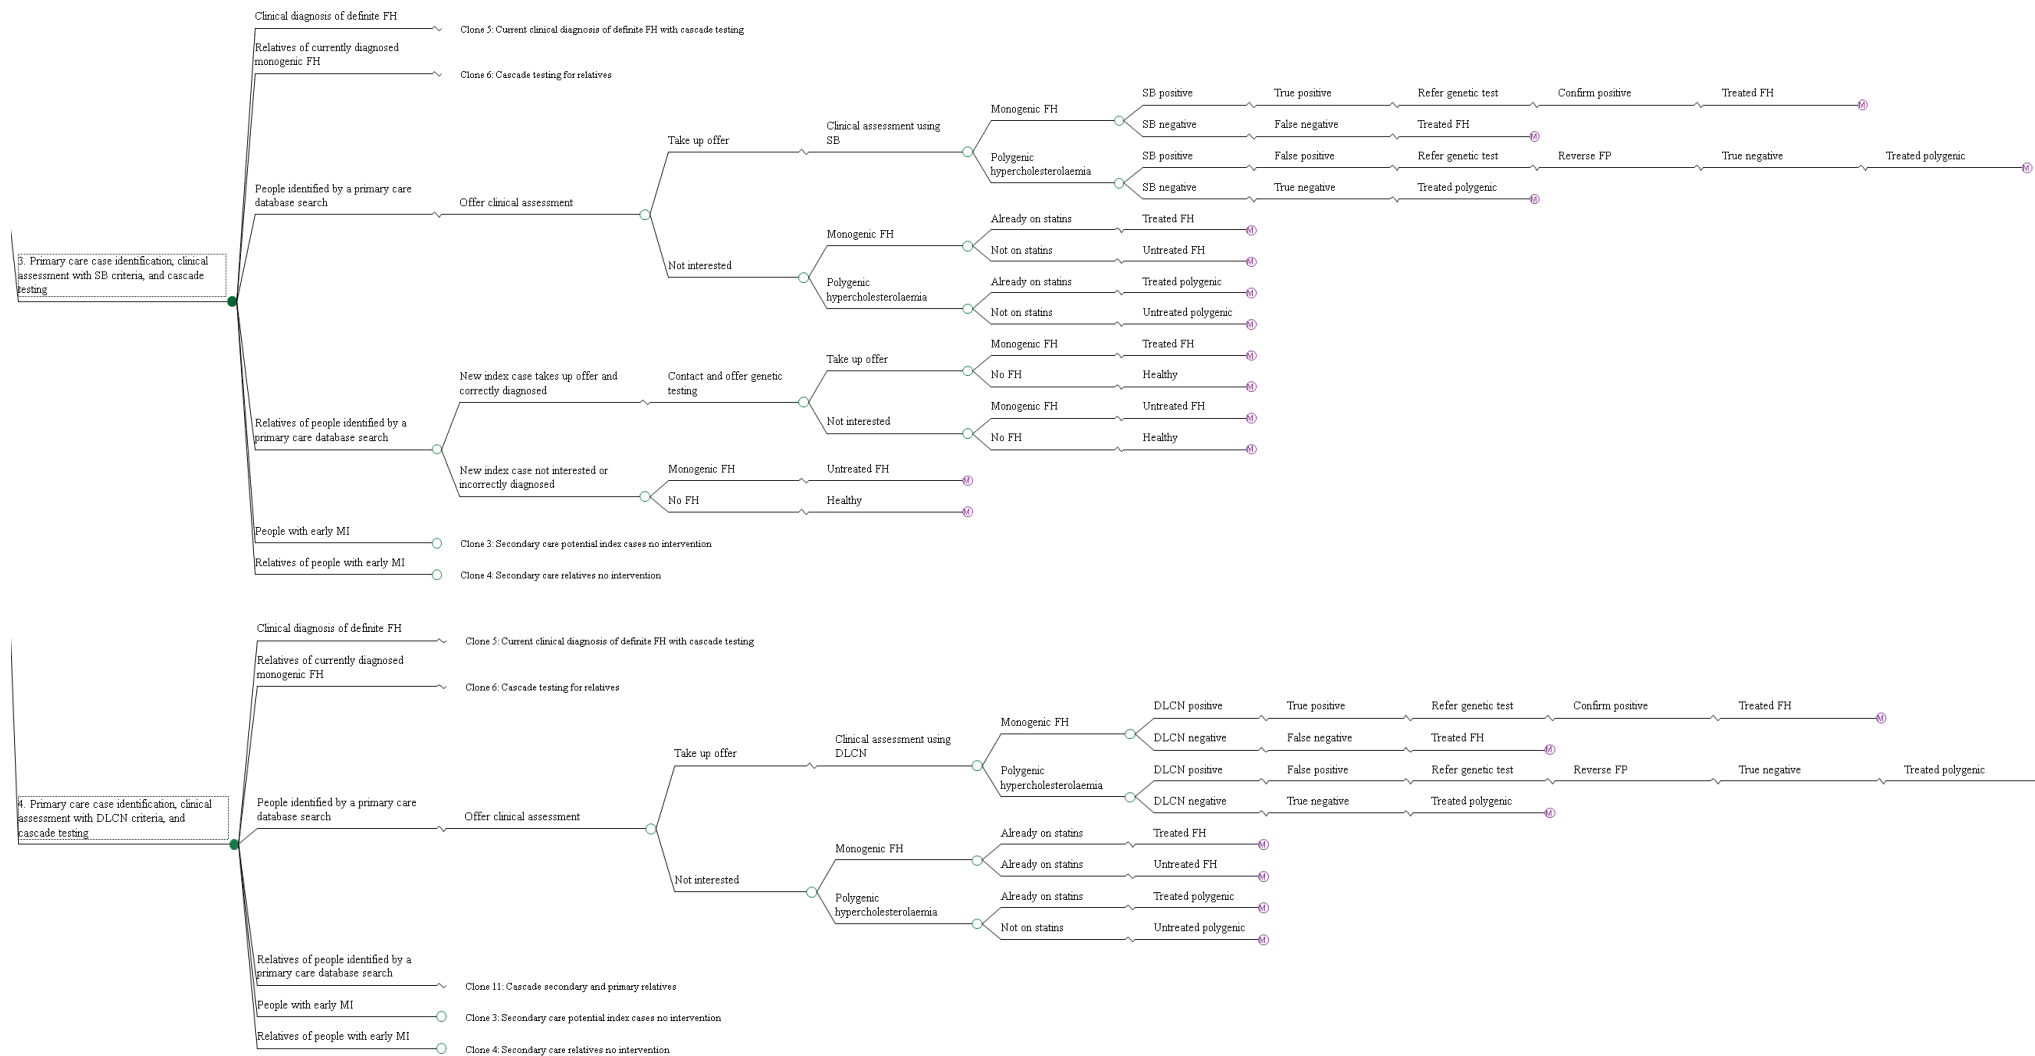 Clinical diagnosis of definite FH
Clone 5: Current clinical diagnosis of definite FH with cascade testing
Relatives of currently diagnosed
monogenic FH
Clone 6: Cascade testing for relatives
SB positive
True positive
Refer genetic test
Confirm positive
Treated FH
M
Monogenic FH
Clinical assessment using
SB
SB negative
False negative
Treated FH
M
Take up offer
Polygenic
hypercholesterolaemia
SB positive
False positive
Refer genetic test
Reverse FP
True negative
Treated polygenic
M
SB negative
True negative
Treated polygenic
M
People identified by a primary care
database search
Offer clinical assessment
Already on statins
Treated FH
M
Monogenic FH
Not on statins
Untreated FH
M
Not interested
Polygenic
hypercholesterolaemia
Already on statins
Treated polygenic
M
Not on statins
Untreated polygenic
M
3. Primary care case identification, clinical
assessment with SB criteria, and cascade
testing
Monogenic FH
Treated FH
M
Take up offer
No FH
Healthy
M
New index case takes up offer and
correctly diagnosed
Contact and offer genetic
testing
Monogenic FH
Untreated FH
M
Not interested
No FH
Healthy
M
Relatives of people identified by a
primary care database search
New index case not interested or
incorrectly diagnosed
Monogenic FH
Untreated FH
M
No FH
Healthy
M
People with early MI
Clone 3: Secondary care potential index cases no intervention
Relatives of people with early MI
Clone 4: Secondary care relatives no intervention
Clinical diagnosis of definite FH
Clone 5: Current clinical diagnosis of definite FH with cascade testing
Relatives of currently diagnosed
monogenic FH
Clone 6: Cascade testing for relatives
DLCN positive
True positive
Refer genetic test
Confirm positive
Treated FH
M
Monogenic FH
Clinical assessment using
DLCN
DLCN negative
False negative
Treated FH
M
Take up offer
Polygenic
hypercholesterolaemia
DLCN positive
False positive
Refer genetic test
Reverse FP
True negative
Treated polygenic
DLCN negative
True negative
Treated polygenic
M
People identified by a primary care
database search
Offer clinical assessment
Already on statins
Treated FH
M
Monogenic FH
Already on statins
Untreated FH
M
Not interested
Polygenic
hypercholesterolaemia
Already on statins
Treated polygenic
M
Not on statins
Untreated polygenic
M
4. Primary care case identification, clinical
assessment with DLCN criteria, and
cascade testing
Relatives of people identified by a
primary care database search
Clone 11: Cascade secondary and primary relatives
People with early MI
Clone 3: Secondary care potential index cases no intervention
Relatives of people with early MI
Clone 4: Secondary care relatives no intervention